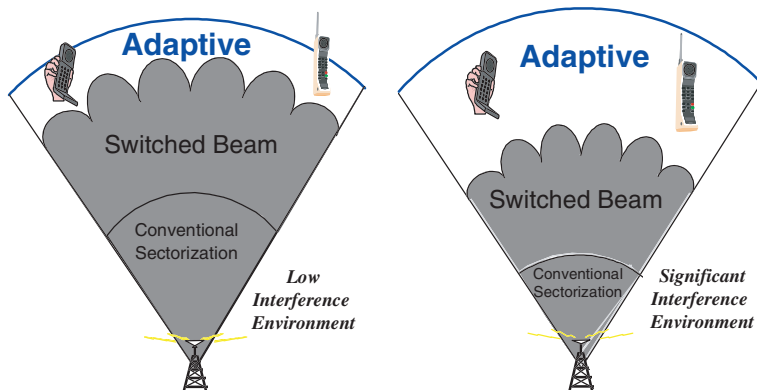 Adaptive
Switched Beam
Conventional
Sectorization
Low
Interference
Environment
Adaptive
Switched Beam
Conventional
Sectorization
Significant
Interference
Environment